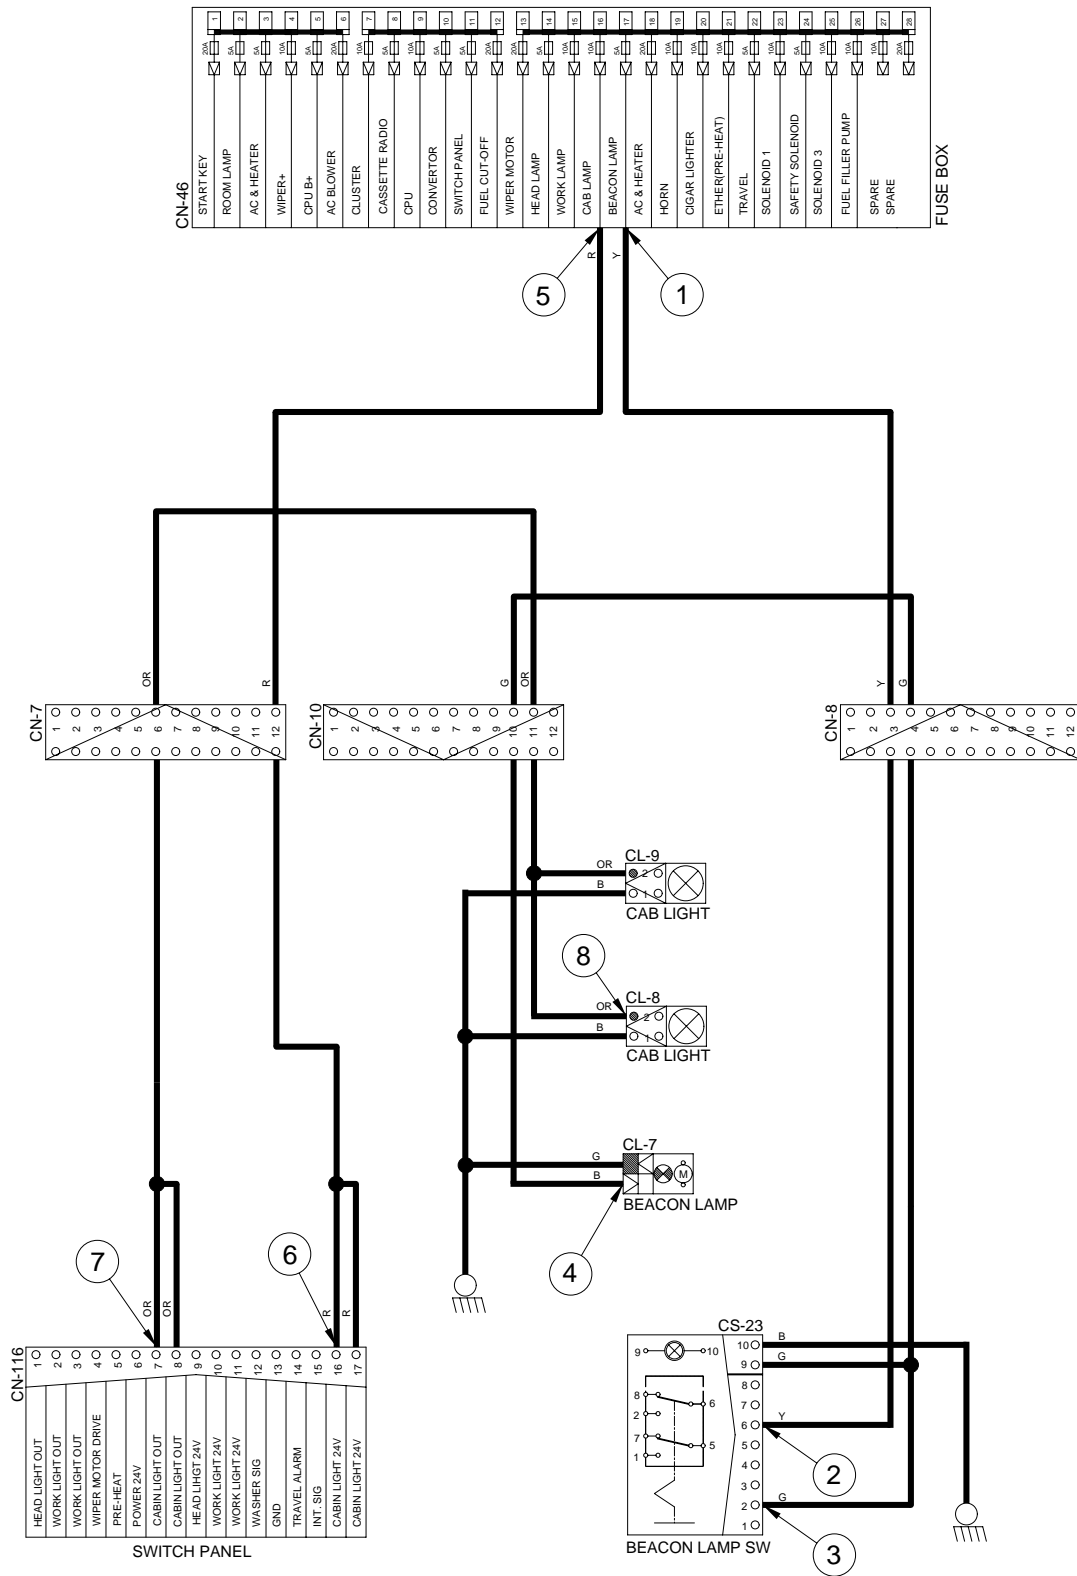 CN-46
1 2 3 4 5 6 7 8 9 10 11 12 13 14 15 16 17 18 19 20 21 22 23 24 25 26 27 28
20A 5A 5A 10A 5A 20A 10A 5A 10A 5A 5A 20A 20A 10A 10A 10A 10A 10A 10A 10A 5A 5A 10A 5A 10A 10A 20A
START KEY
ROOM LAMP
AC & HEATER
WIPER+
CPU B+
AC BLOWER
CLUSTER
CASSETTE RADIO
CPU
CONVERTOR
SWITCH PANEL
FUEL CUT-OFF
WIPER MOTOR
HEAD LAMP
WORK LAMP
CAB LAMP
BEACON LAMP
AC & HEATER
HORN
CIGAR LIGHTER
ETHER(PRE-HEAT)
TRAVEL
SOLENOID 1
SAFETY SOLENOID
SOLENOID 3
FUEL FILLER PUMP
SPARE
SPARE
FUSE BOX
R Y
5 1
OR R G OR Y G
CN-7
1 2 3 4 5 6 7 8 9 10 11 12
CN-10
1 2 3 4 5 6 7 8 9 10 11 12
CN-8
1 2 3 4 5 6 7 8 9 10 11 12
CL-9
OR 2
B 1
CAB LIGHT
8
CL-8
OR 2
B 1
CAB LIGHT
CL-7
G
B
M
BEACON LAMP
4
7 6
OR OR R R
CN-116
1 2 3 4 5 6 7 8 9 10 11 12 13 14 15 16 17
HEAD LIGHT OUT
WORK LIGHT OUT
WORK LIGHT OUT
WIPER MOTOR DRIVE
PRE-HEAT
POWER 24V
CABIN LIGHT OUT
CABIN LIGHT OUT
HEAD LIHGT 24V
WORK LIGHT 24V
WORK LIGHT 24V
WASHER SIG
GND
TRAVEL ALARM
INT. SIG
CABIN LIGHT 24V
CABIN LIGHT 24V
SWITCH PANEL
CS-23
9 10 10 B
9 G
8 6 8
2 7
7 5 6 Y
1 5
4
3
2 G
1
BEACON LAMP SW
2
3